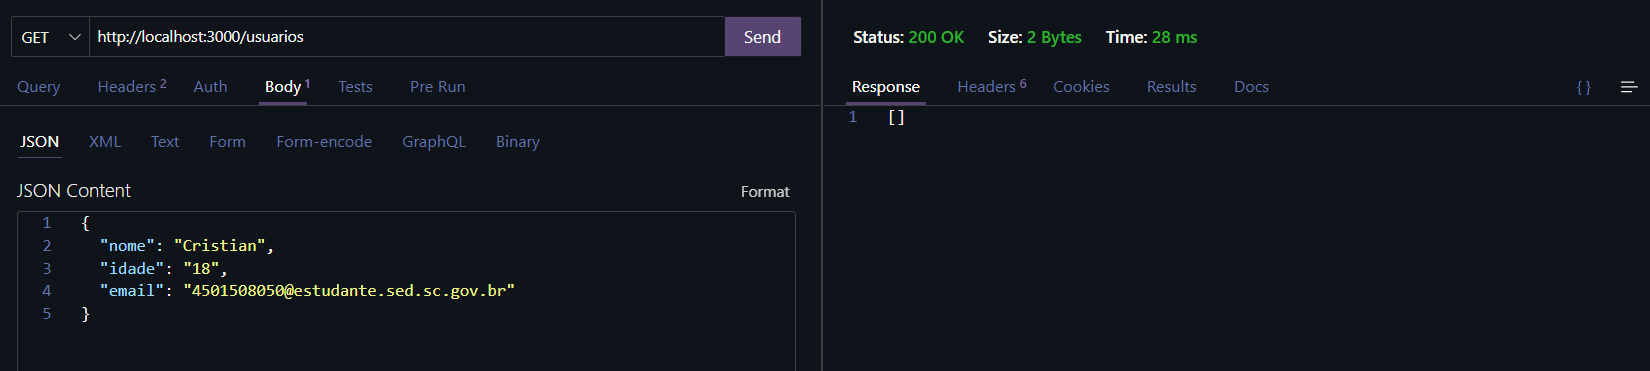 GET http://localhost:3000/usuarios Send
Query Headers 2 Auth Body 1 Tests Pre Run
JSON XML Text Form Form-encode GraphQL Binary
JSON Content Format
1 {
2 "nome": "Cristian",
3 "idade": "18",
4 "email": "4501508050@estudante.sed.sc.gov.br"
5 }
Status: 200 OK Size: 2 Bytes Time: 28 ms
Response Headers 6 Cookies Results Docs {}
1 []